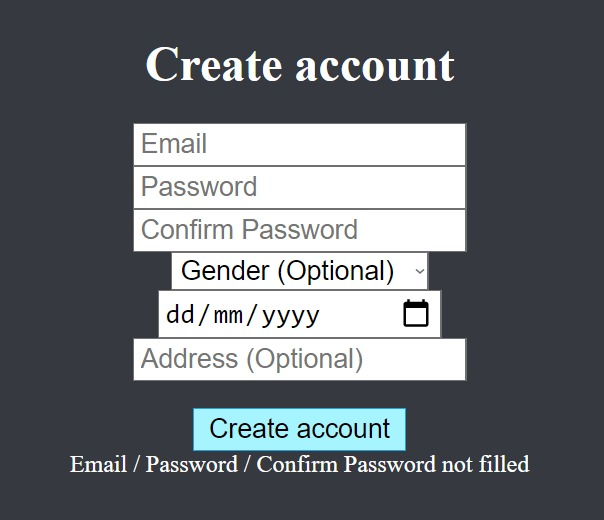 Create account
Email
Password
Confirm Password
Gender (Optional)
dd/mm/yyyy
Address (Optional)
Create account
Email / Password / Confirm Password not filled